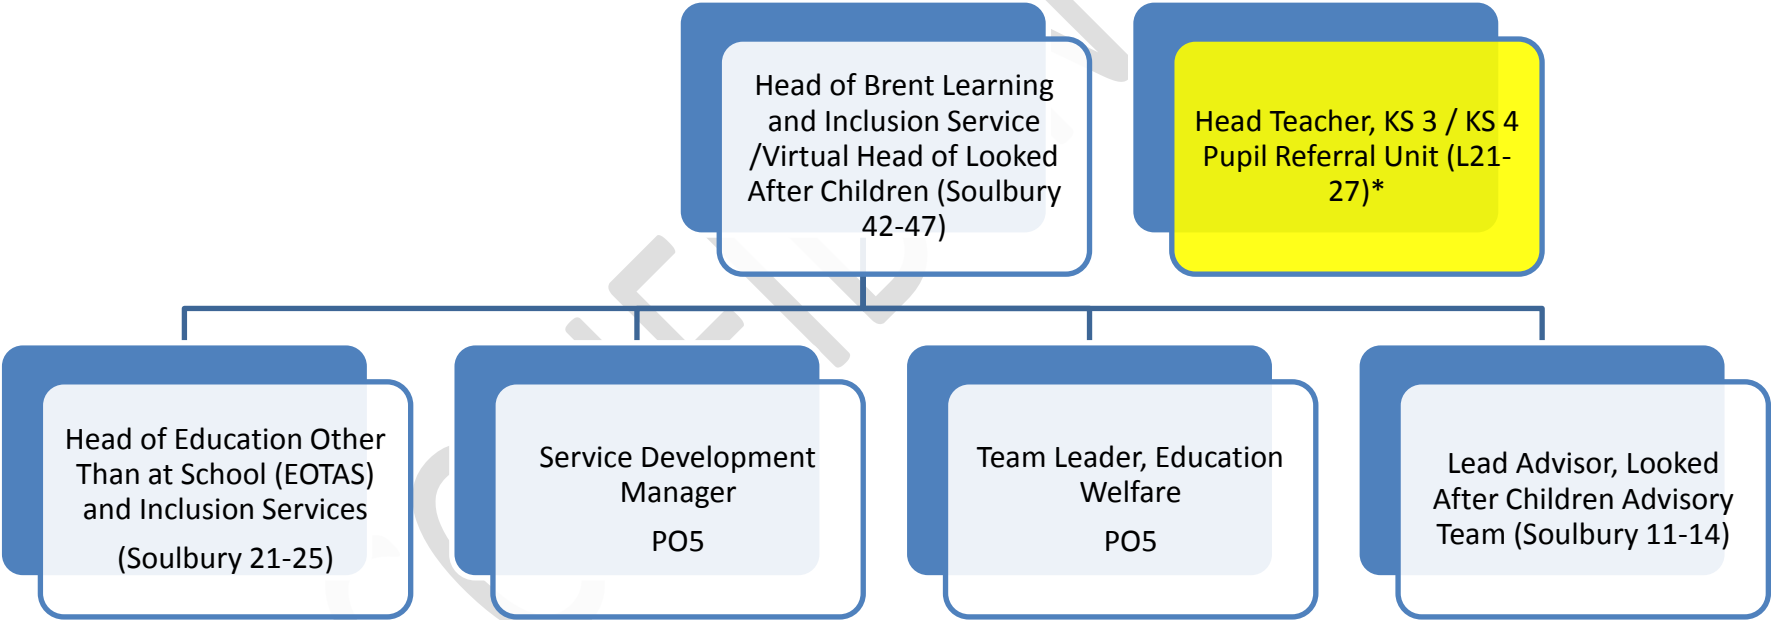 Head of Brent Learning
and Inclusion Service
/Virtual Head of Looked
After Children (Soulbury
42-47)
Head Teacher, KS 3 / KS 4
Pupil Referral Unit (L21-
27)*
Head of Education Other
Than at School (EOTAS)
and Inclusion Services
(Soulbury 21-25)
Service Development
Manager
PO5
Team Leader, Education
Welfare
PO5
Lead Advisor, Looked
After Children Advisory
Team (Soulbury 11-14)